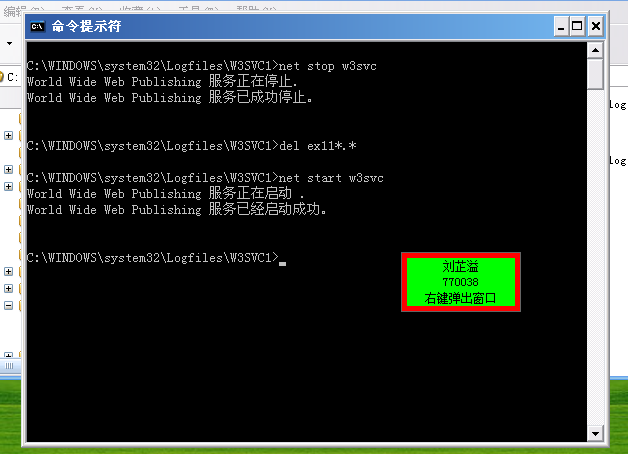 命令提示符
C:\WINDOWS\system32\Logfiles\W3SVC1>net stop w3svc
World Wide Web Publishing 服务正在停止.
World Wide Web Publishing 服务已成功停止。
C:\WINDOWS\system32\Logfiles\W3SVC1>del ex11*.*
C:\WINDOWS\system32\Logfiles\W3SVC1>net start w3svc
World Wide Web Publishing 服务正在启动 .
World Wide Web Publishing 服务已经启动成功。
C:\WINDOWS\system32\Logfiles\W3SVC1>
刘芷溢
770038
右键弹出窗口
C:
log
log